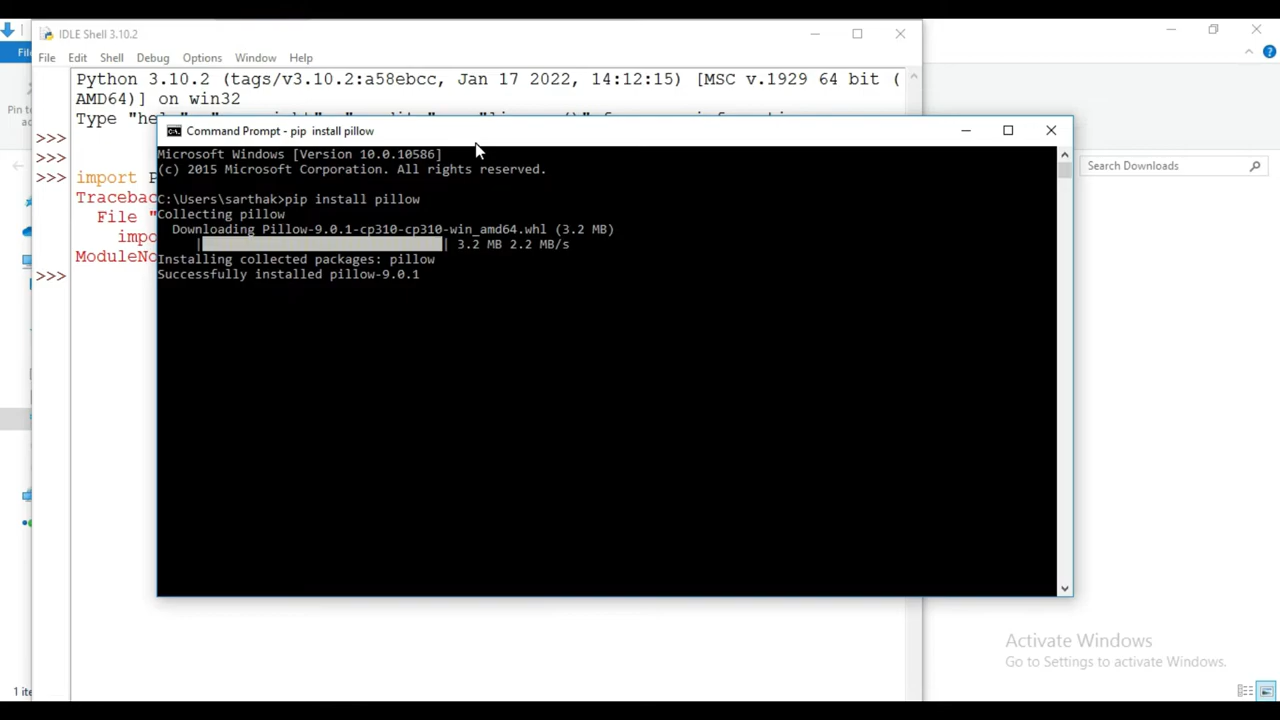 IDLE Shell 3.10.2
File Edit Shell Debug Options Window Help
Python 3.10.2 (tags/v3.10.2:a58ebcc, Jan 17 2022, 14:12:15) [MSC v.1929 64 bit (
AMD64)] on win32
Type
>>>
>>>
>>> import
File "
>>>
Command Prompt - pip install pillow
Microsoft Windows [Version 10.0.10586]
(c) 2015 Microsoft Corporation. All rights reserved.
C:\Users\sarthak>pip install pillow
Collecting pillow
Downloading Pillow-9.0.1-cp310-cp310-win_amd64.whl (3.2 MB)
| | 3.2 MB 2.2 MB/s
Installing collected packages: pillow
Successfully installed pillow-9.0.1
Search Downloads
Activate Windows
Go to Settings to activate Windows.